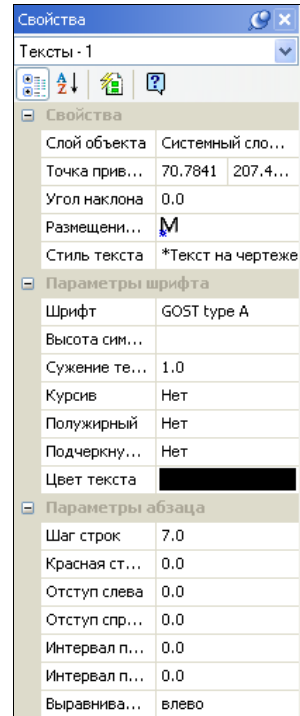 Свойства
Тексты - 1
Свойства
Слой объекта Системный сло...
Точка прив... 70.7841 207.4...
Угол наклона 0.0
Размещени... М
Стиль текста *Текст на чертеже
Параметры шрифта
Шрифт GOST type A
Высота сим...
Сужение те... 1.0
Курсив Нет
Полужирный Нет
Подчеркну... Нет
Цвет текста
Параметры абзаца
Шаг строк 7.0
Красная ст... 0.0
Отступ слева 0.0
Отступ спр... 0.0
Интервал п... 0.0
Интервал п... 0.0
Выравнива... влево